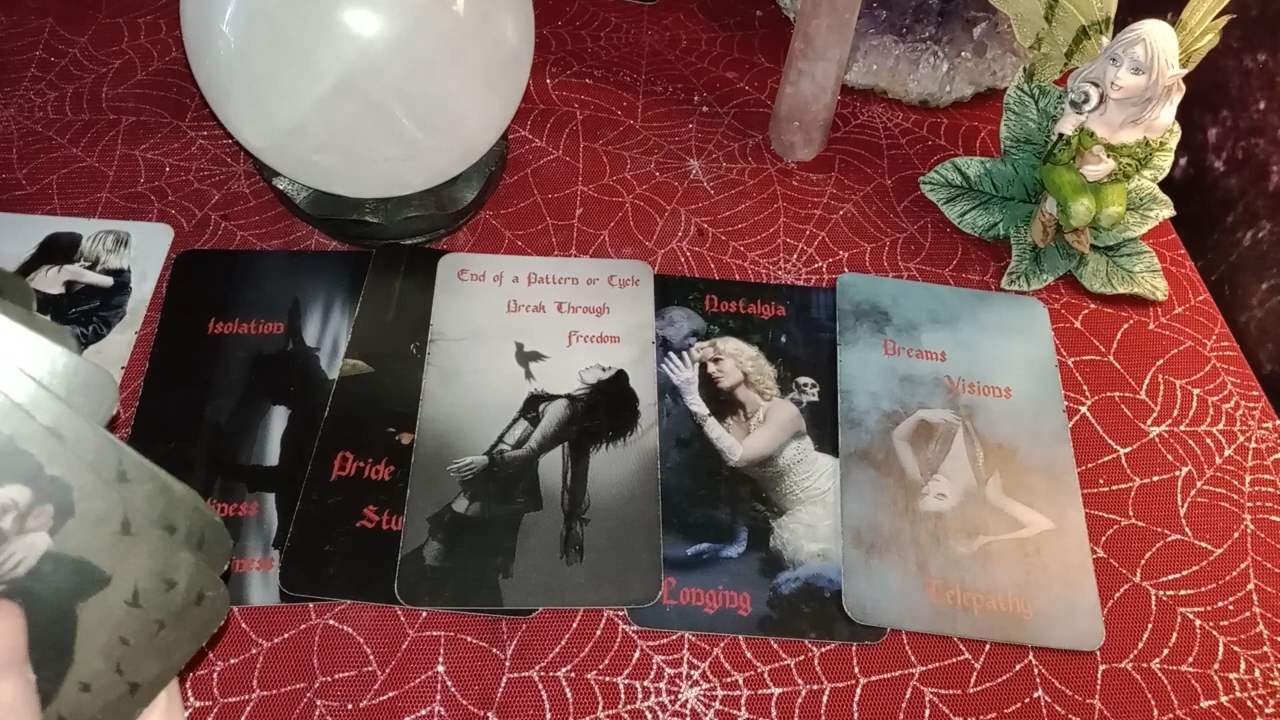 Isolation
Pride
End of a Pattern or Cycle
Break Through
Freedom
Nostalgia
Longing
Dreams
Visions
Telepathy